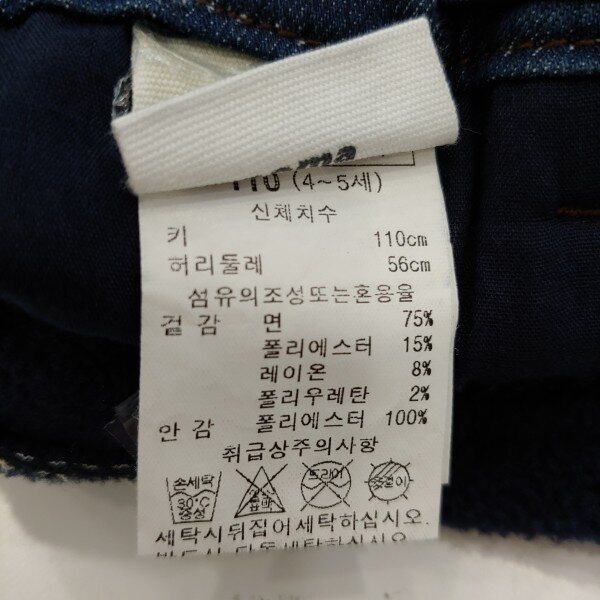 110 (4~5세)
신체치수
키 110cm
허리둘레 56cm
섬유의조성또는혼용율
겉 감 면 75%
폴리에스터 15%
레이온 8%
폴리우레탄 2%
안 감 폴리에스터 100%
취급상주의사항
손세탁 드라이
30℃
중성
세탁시뒤집어세탁하십시오.